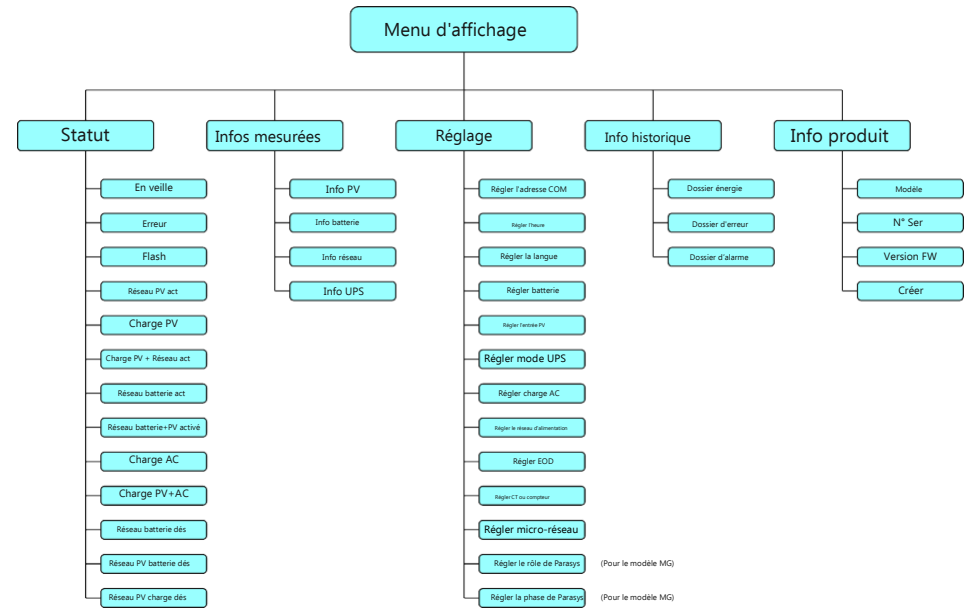 Menu d'affichage
Statut
En veille
Erreur
Flash
Réseau PV act
Charge PV
Charge PV + Réseau act
Réseau batterie act
Réseau batterie+PV activé
Charge AC
Charge PV+AC
Réseau batterie dés
Réseau PV batterie dés
Réseau PV charge dés
Infos mesurées
Info PV
Info batterie
Info réseau
Info UPS
Réglage
Régler l'adresse COM
Régler l'heure
Régler la langue
Régler batterie
Régler l'entrée PV
Régler mode UPS
Régler charge AC
Régler le réseau d'alimentation
Régler EOD
Régler CT ou compteur
Régler micro-réseau
Régler le rôle de Parasys (Pour le modèle MG)
Régler la phase de Parasys (Pour le modèle MG)
Info historique
Dossier énergie
Dossier d'erreur
Dossier d'alarme
Info produit
Modèle
N° Ser
Version FW
Créer